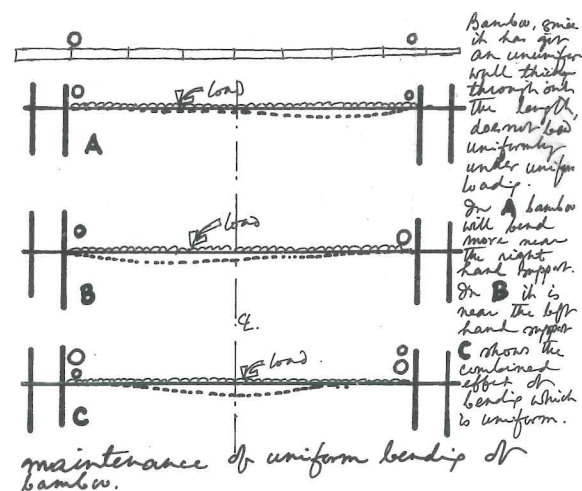 Bamboo, since
it has got
an ununiform
wall thickness
through out
the length,
does not bend
uniformly
under uniform
loading.
In A bamboo
will bend
more near
the right
hand support.
In B it is
near the left
hand support
C shows the
combined
effect of
bending which
is uniform.
load
A
load
B
load
C
maintenance of uniform bending of
bamboo.